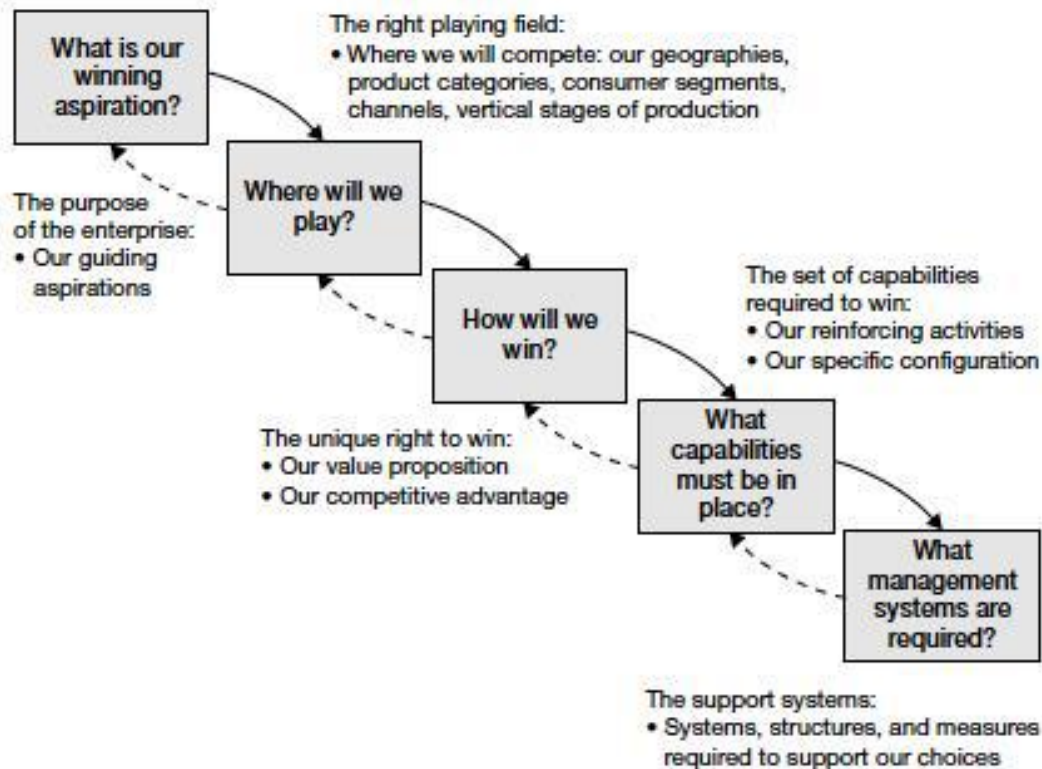 What is our
winning
aspiration?
The right playing field:
• Where we will compete: our geographies,
product categories, consumer segments,
channels, vertical stages of production
Where will we
play?
The purpose
of the enterprise:
• Our guiding
aspirations
How will we
win?
The set of capabilities
required to win:
• Our reinforcing activities
• Our specific configuration
The unique right to win:
• Our value proposition
• Our competitive advantage
What
capabilities
must be in
place?
What
management
systems are
required?
The support systems:
• Systems, structures, and measures
required to support our choices